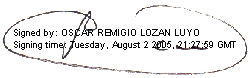 Signed by: OSCAR REMIGIO LOZAN LUYO
Signing time: Tuesday, August 2 2005, 21:27:59 GMT